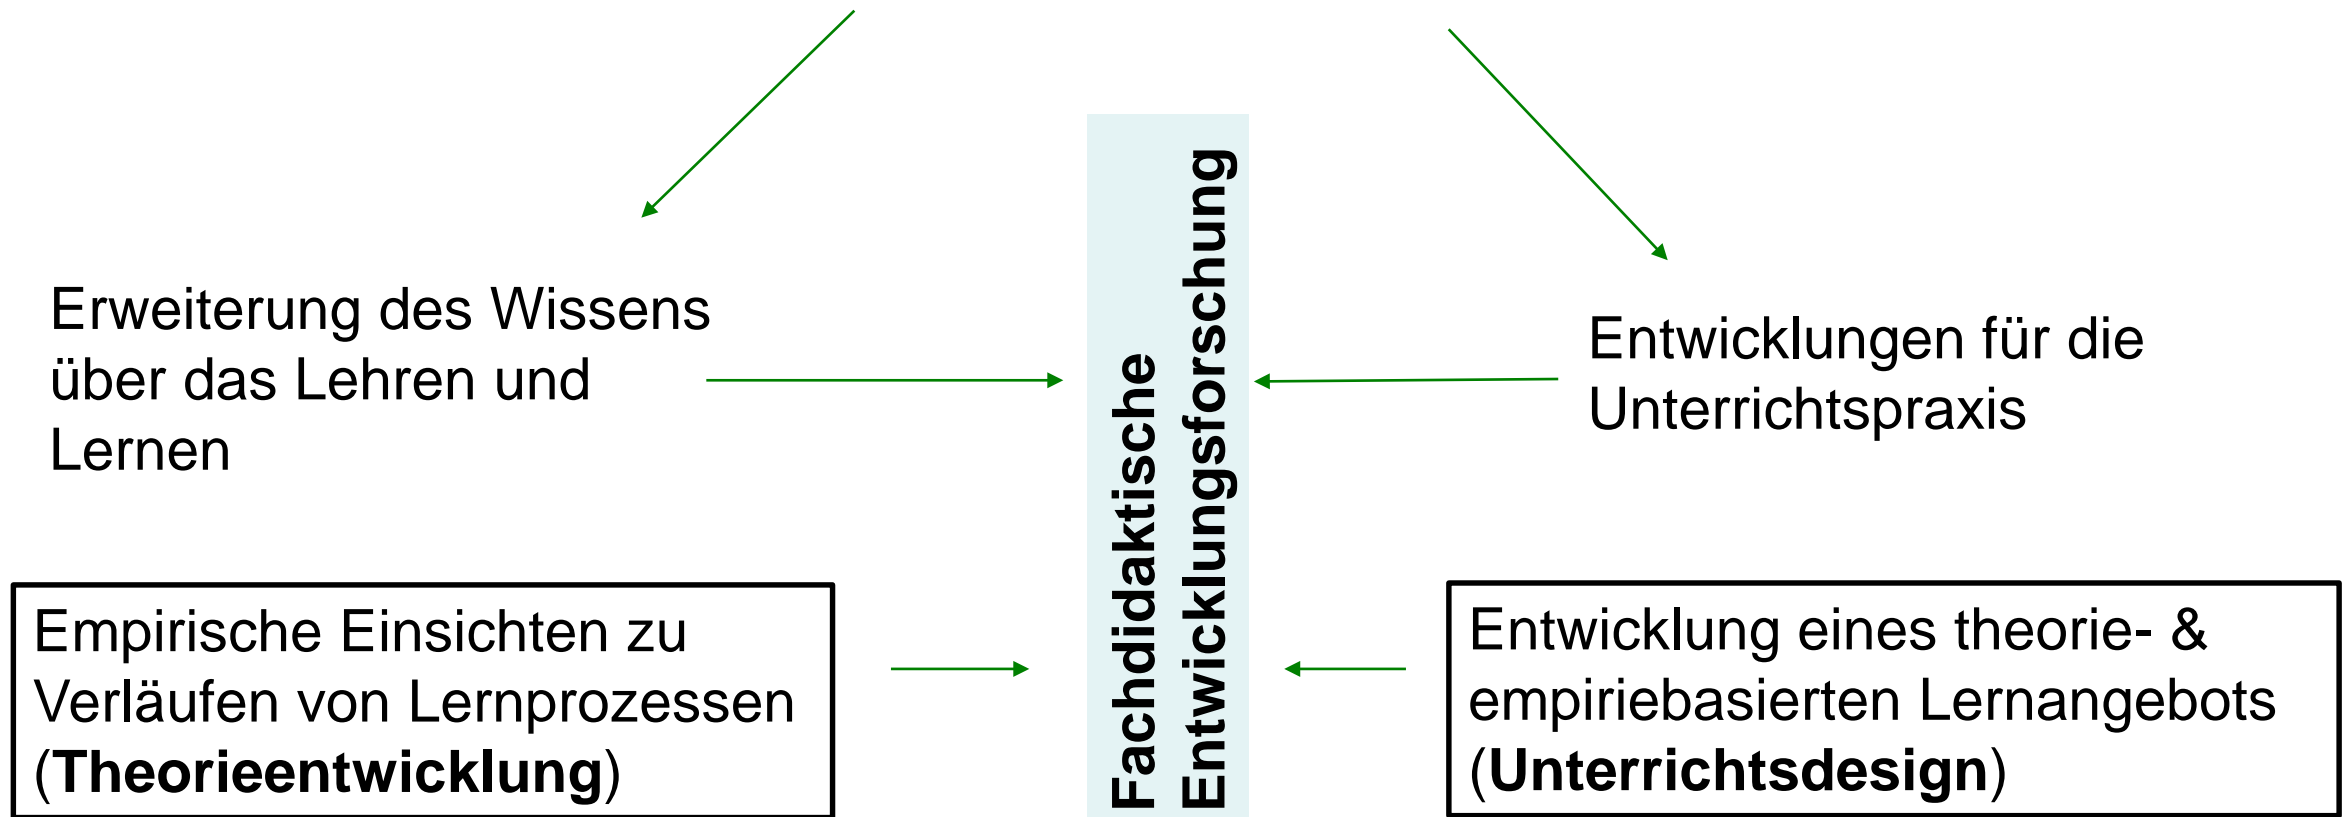 Erweiterung des Wissens
über das Lehren und
Lernen
Fachdidaktische
Entwicklungsforschung
Entwicklungen für die
Unterrichtspraxis
Empirische Einsichten zu
Verläufen von Lernprozessen
(Theorieentwicklung)
Entwicklung eines theorie- &
empiriebasierten Lernangebots
(Unterrichtsdesign)